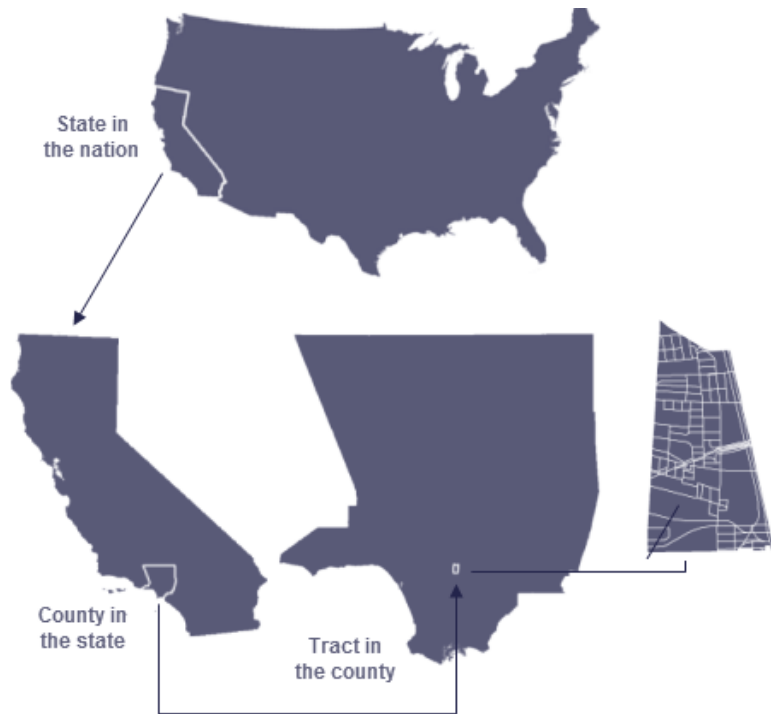 State in
the nation
County in
the state
Tract in
the county